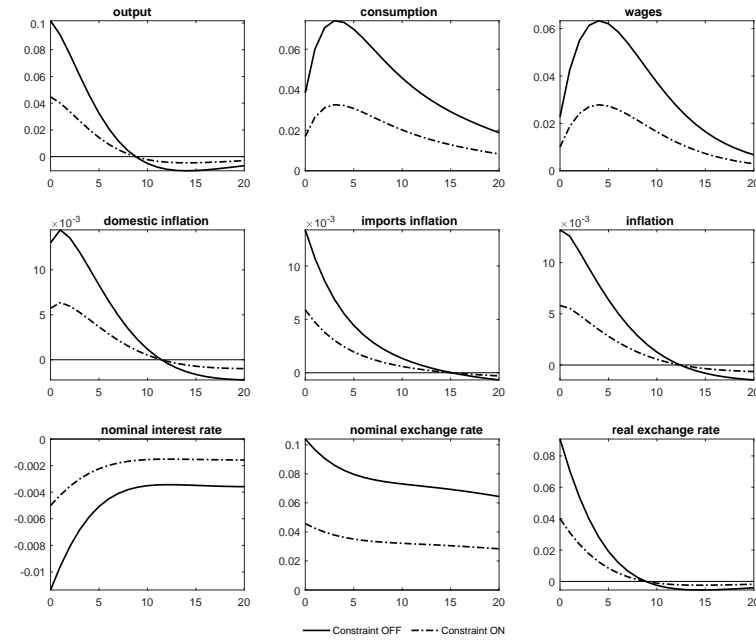 output
0.1
0.08
0.06
0.04
0.02
0
0 5 10 15 20
consumption
0.06
0.04
0.02
0
0 5 10 15 20
wages
0.06
0.04
0.02
0
0 5 10 15 20
×10-3 domestic inflation
10
5
0
0 5 10 15 20
×10-3 imports inflation
10
5
0
0 5 10 15 20
×10-3 inflation
10
5
0
0 5 10 15 20
nominal interest rate
0
-0.002
-0.004
-0.006
-0.008
-0.01
0 5 10 15 20
nominal exchange rate
0.1
0.08
0.06
0.04
0.02
0
0 5 10 15 20
real exchange rate
0.08
0.06
0.04
0.02
0
0 5 10 15 20
Constraint OFF Constraint ON